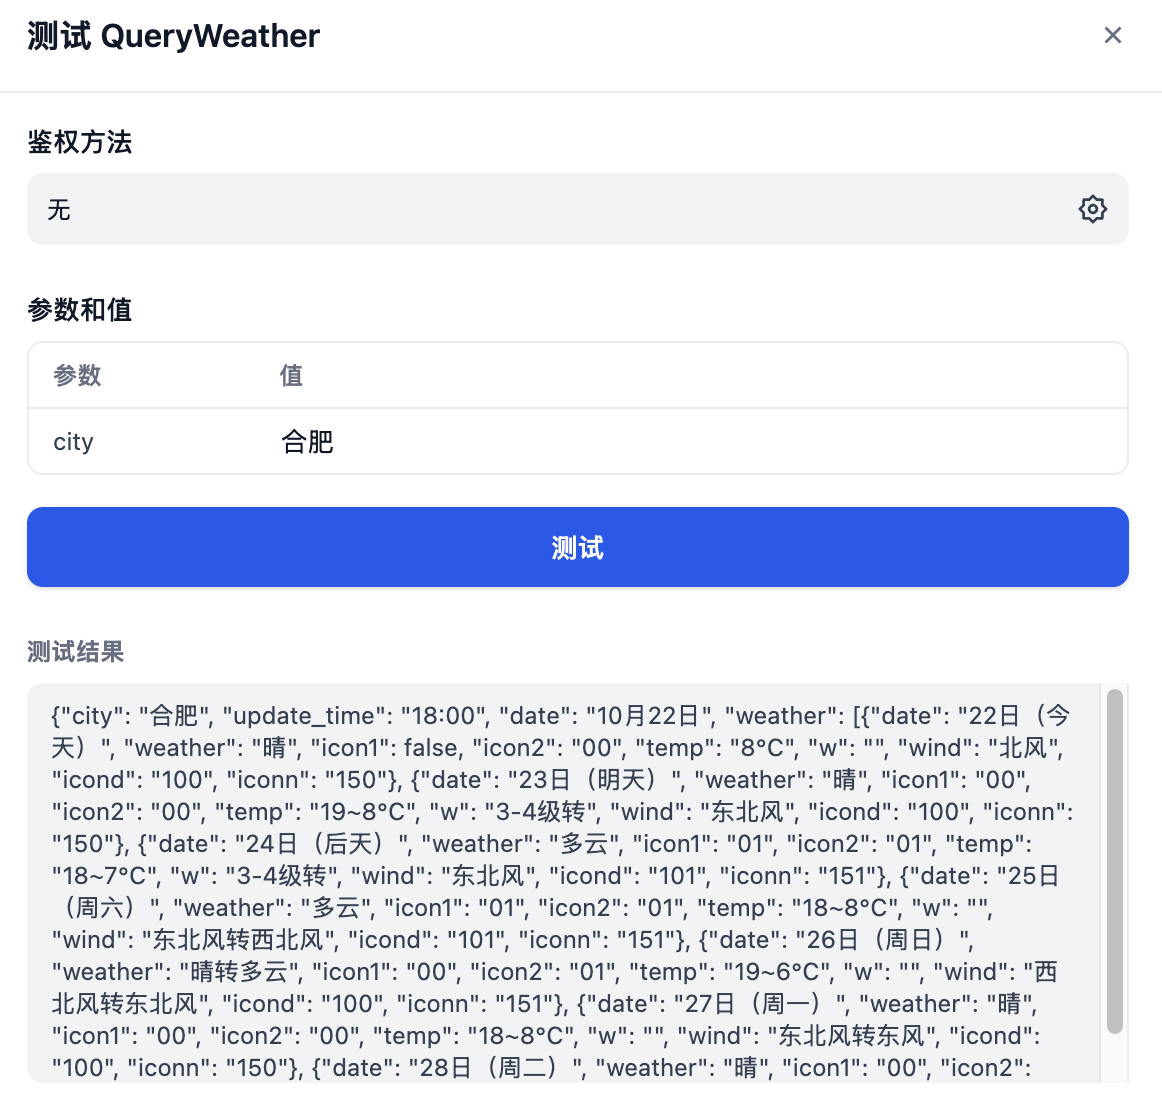 测试 QueryWeather
鉴权方法
无
参数和值
参数 值
city 合肥
测试
测试结果
{"city": "合肥", "update_time": "18:00", "date": "10月22日", "weather": [{"date": "22日（今
天）", "weather": "晴", "icon1": false, "icon2": "00", "temp": "8°C", "w": "", "wind": "北风",
"icond": "100", "iconn": "150"}, {"date": "23日（明天）", "weather": "晴", "icon1": "00",
"icon2": "00", "temp": "19~8°C", "w": "3-4级转", "wind": "东北风", "icond": "100", "iconn":
"150"}, {"date": "24日（后天）", "weather": "多云", "icon1": "01", "icon2": "01", "temp":
"18~7°C", "w": "3-4级转", "wind": "东北风", "icond": "101", "iconn": "151"}, {"date": "25日
（周六）", "weather": "多云", "icon1": "01", "icon2": "01", "temp": "18~8°C", "w": "",
"wind": "东北风转西北风", "icond": "101", "iconn": "151"}, {"date": "26日（周日）",
"weather": "晴转多云", "icon1": "00", "icon2": "01", "temp": "19~6°C", "w": "", "wind": "西
北风转东北风", "icond": "100", "iconn": "151"}, {"date": "27日（周一）", "weather": "晴",
"icon1": "00", "icon2": "00", "temp": "18~8°C", "w": "", "wind": "东北风转东风", "icond":
"100", "iconn": "150"}, {"date": "28日（周二）", "weather": "晴", "icon1": "00", "icon2":